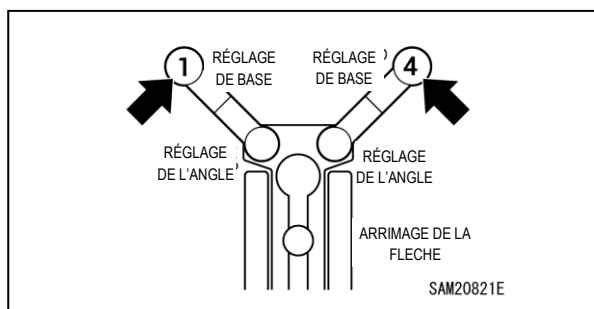 1
RÉGLAGE
DE BASE
RÉGLAGE
DE BASE
4
RÉGLAGE
DE L'ANGLE
RÉGLAGE
DE L'ANGLE
ARRIMAGE DE LA
FLECHE
SAM20821E